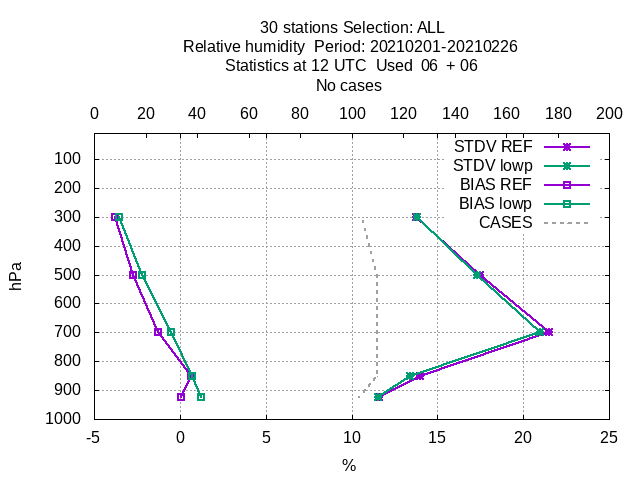 30 stations Selection: ALL
Relative humidity  Period: 20210201-20210226
Statistics at 12 UTC  Used  06  + 06
No cases
0 20 30 40 60 80 100 120 140 160 180 200
STDV REF
STDV lowp
BIAS REF
BIAS lowp
CASES
100
200
300
400
500
600
700
800
900
1000
hPa
-5 0 5 10 15 20 25
%